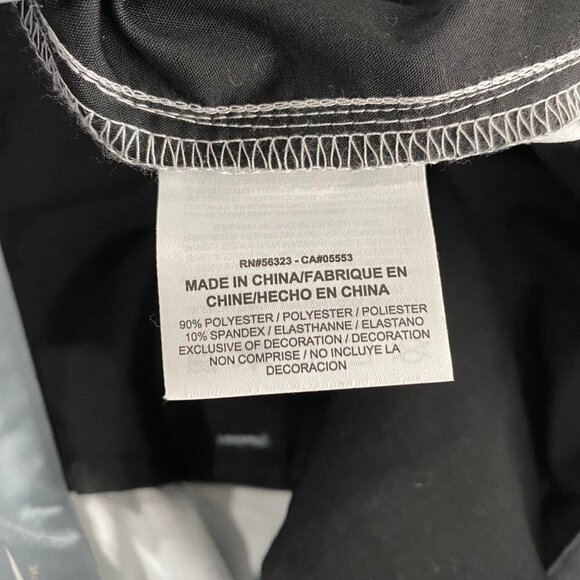 RN#56323 - CA#05553
MADE IN CHINA/FABRIQUE EN
CHINE/HECHO EN CHINA
90% POLYESTER / POLYESTER / POLIESTER
10% SPANDEX / ELASTHANNE / ELASTANO
EXCLUSIVE OF DECORATION / DECORATION
NON COMPRISE / NO INCLUYE LA
DECORACION